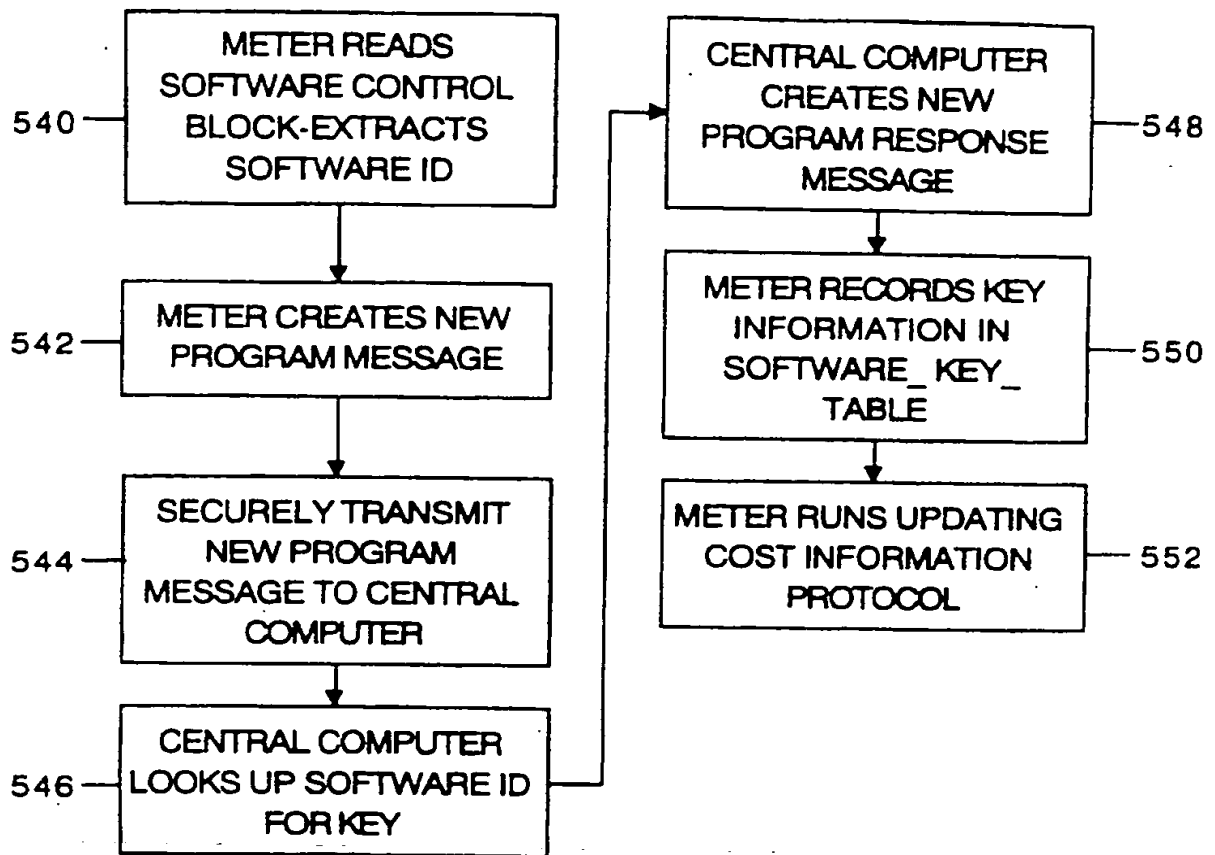 METER READS
SOFTWARE CONTROL
BLOCK-EXTRACTS
SOFTWARE ID
540
METER CREATES NEW
PROGRAM MESSAGE
542
SECURELY TRANSMIT
NEW PROGRAM
MESSAGE TO CENTRAL
COMPUTER
544
CENTRAL COMPUTER
LOOKS UP SOFTWARE ID
FOR KEY
546
CENTRAL COMPUTER
CREATES NEW
PROGRAM RESPONSE
MESSAGE
548
METER RECORDS KEY
INFORMATION IN
SOFTWARE_ KEY_
TABLE
550
METER RUNS UPDATING
COST INFORMATION
PROTOCOL
552